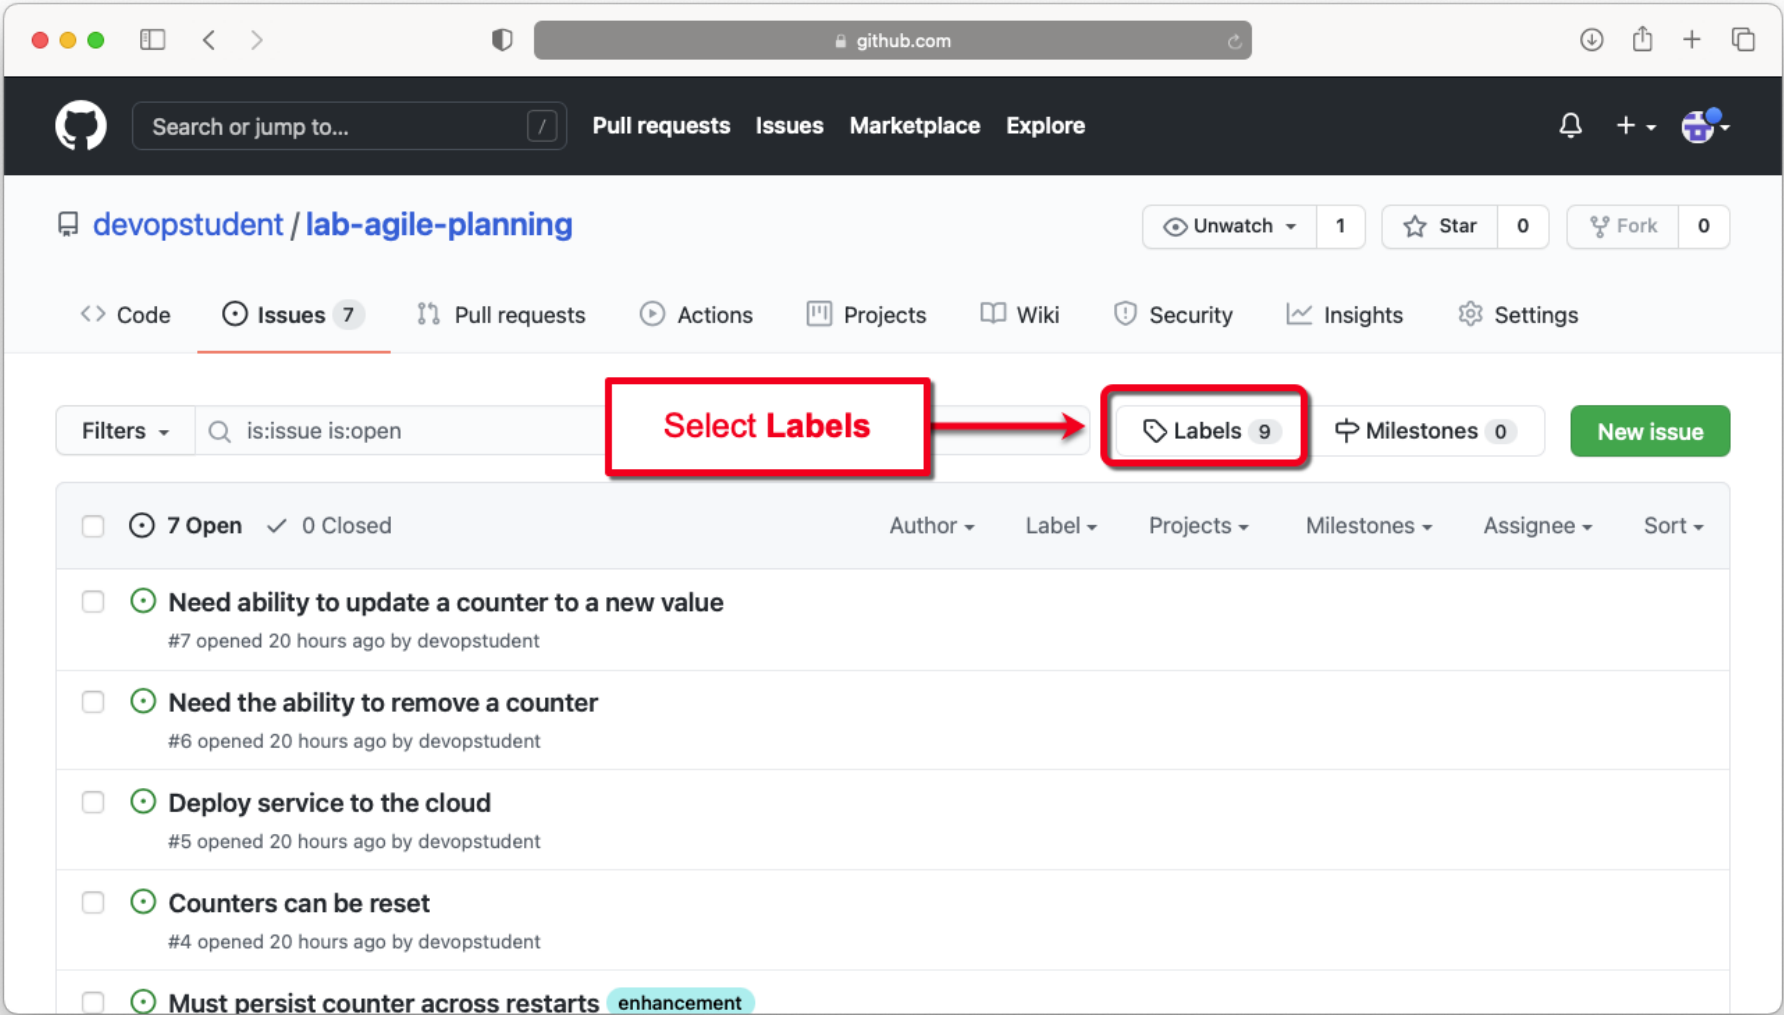 github.com
Search or jump to... /
Pull requests Issues Marketplace Explore
devopstudent / lab-agile-planning
Unwatch 1 Star 0 Fork 0
Code Issues 7 Pull requests Actions Projects Wiki Security Insights Settings
Filters is:issue is:open
Select Labels
Labels 9 Milestones 0 New issue
7 Open 0 Closed Author Label Projects Milestones Assignee Sort
Need ability to update a counter to a new value
#7 opened 20 hours ago by devopstudent
Need the ability to remove a counter
#6 opened 20 hours ago by devopstudent
Deploy service to the cloud
#5 opened 20 hours ago by devopstudent
Counters can be reset
#4 opened 20 hours ago by devopstudent
Must persist counter across restarts enhancement